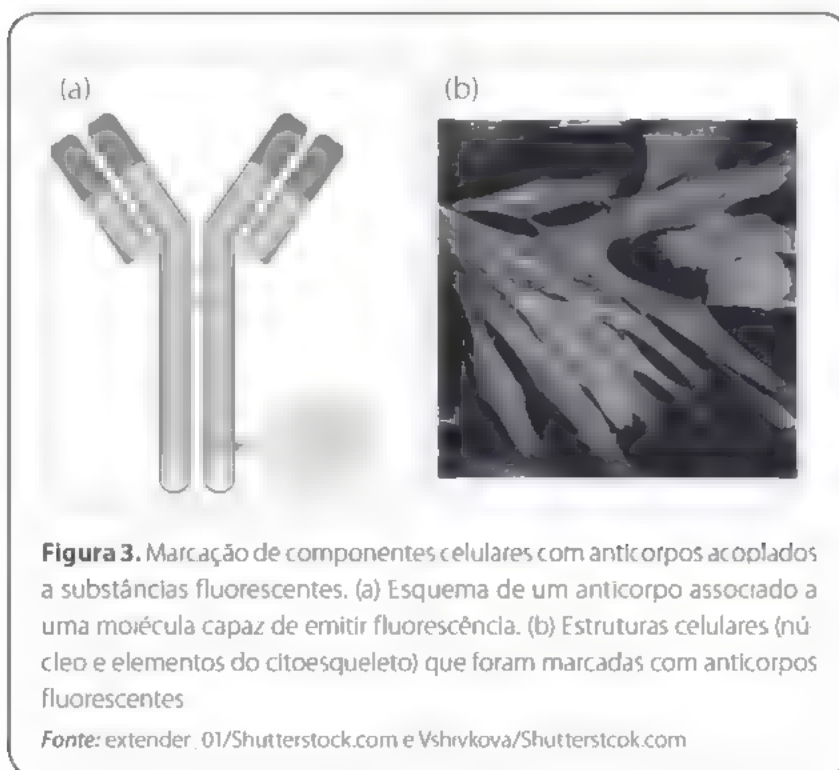 (a)
(b)
Figura 3. Marcação de componentes celulares com anticorpos acoplados
a substâncias fluorescentes. (a) Esquema de um anticorpo associado a
uma molécula capaz de emitir fluorescência. (b) Estruturas celulares (nú
cleo e elementos do citoesqueleto) que foram marcadas com anticorpos
fluorescentes
Fonte: extender_01/Shutterstock.com e Vshivkova/Shutterstcok.com